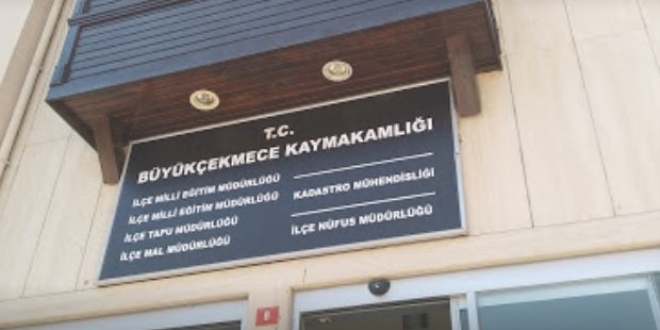 T.C.
BÜYÜKÇEKMECE KAYMAKAMLIĞI
İLÇE MİLLİ EĞİTİM MÜDÜRLÜĞÜ
İLÇE MİLLİ EĞİTİM MÜDÜRLÜĞÜ
İLÇE TAPU MÜDÜRLÜĞÜ
İLÇE MAL MÜDÜRLÜĞÜ
KADASTRO MÜHENDİSLİĞİ
İLÇE NÜFUS MÜDÜRLÜĞÜ